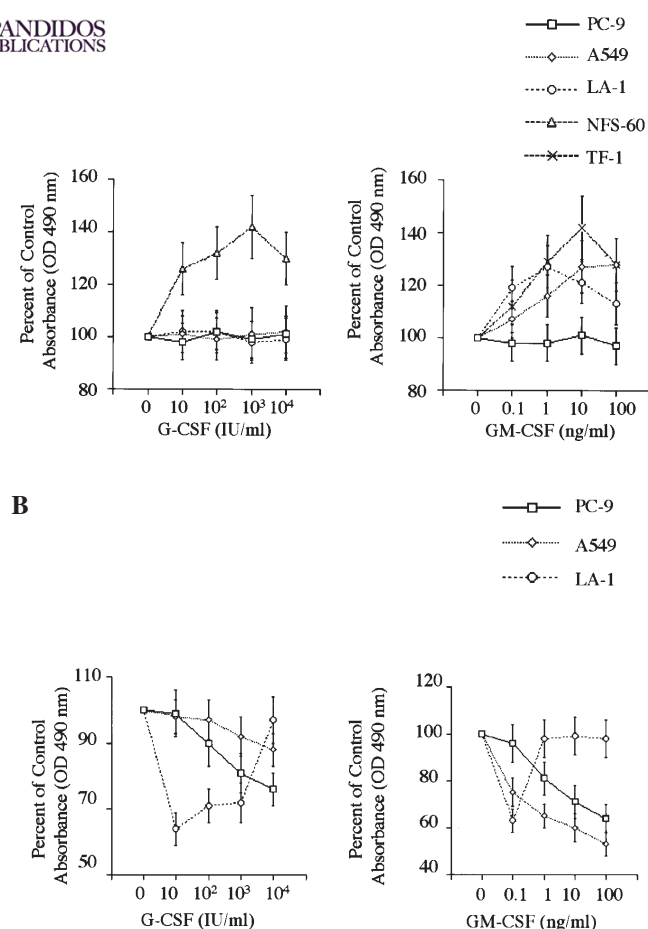 PANDIDOS
BLICATIONS
PC-9
A549
LA-1
NFS-60
TF-1
Percent of Control
Absorbance (OD 490 nm)
160
140
120
100
80
0 10 10² 10³ 10⁴
G-CSF (IU/ml)
Percent of Control
Absorbance (OD 490 nm)
160
140
120
100
80
0 0.1 1 10 100
GM-CSF (ng/ml)
B
PC-9
A549
LA-1
Percent of Control
Absorbance (OD 490 nm)
110
90
70
50
0 10 10² 10³ 10⁴
G-CSF (IU/ml)
Percent of Control
Absorbance (OD 490 nm)
120
100
80
60
40
0 0.1 1 10 100
GM-CSF (ng/ml)